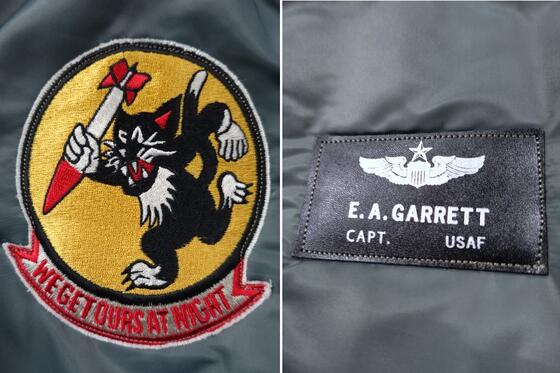 WE GET OURS AT NIGHT
E. A. GARRETT
CAPT. USAF